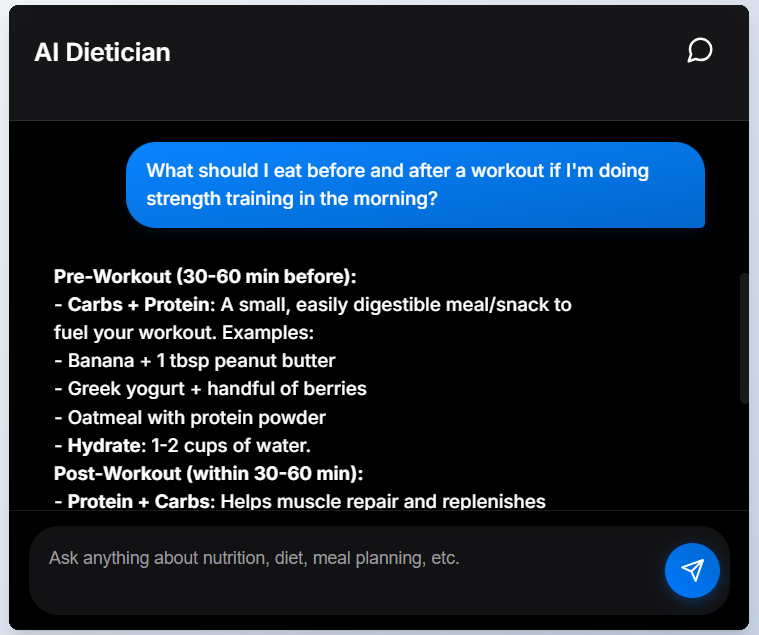 AI Dietician
What should I eat before and after a workout if I'm doing
strength training in the morning?
Pre-Workout (30-60 min before):
- Carbs + Protein: A small, easily digestible meal/snack to
fuel your workout. Examples:
- Banana + 1 tbsp peanut butter
- Greek yogurt + handful of berries
- Oatmeal with protein powder
- Hydrate: 1-2 cups of water.
Post-Workout (within 30-60 min):
- Protein + Carbs: Helps muscle repair and replenishes
Ask anything about nutrition, diet, meal planning, etc.